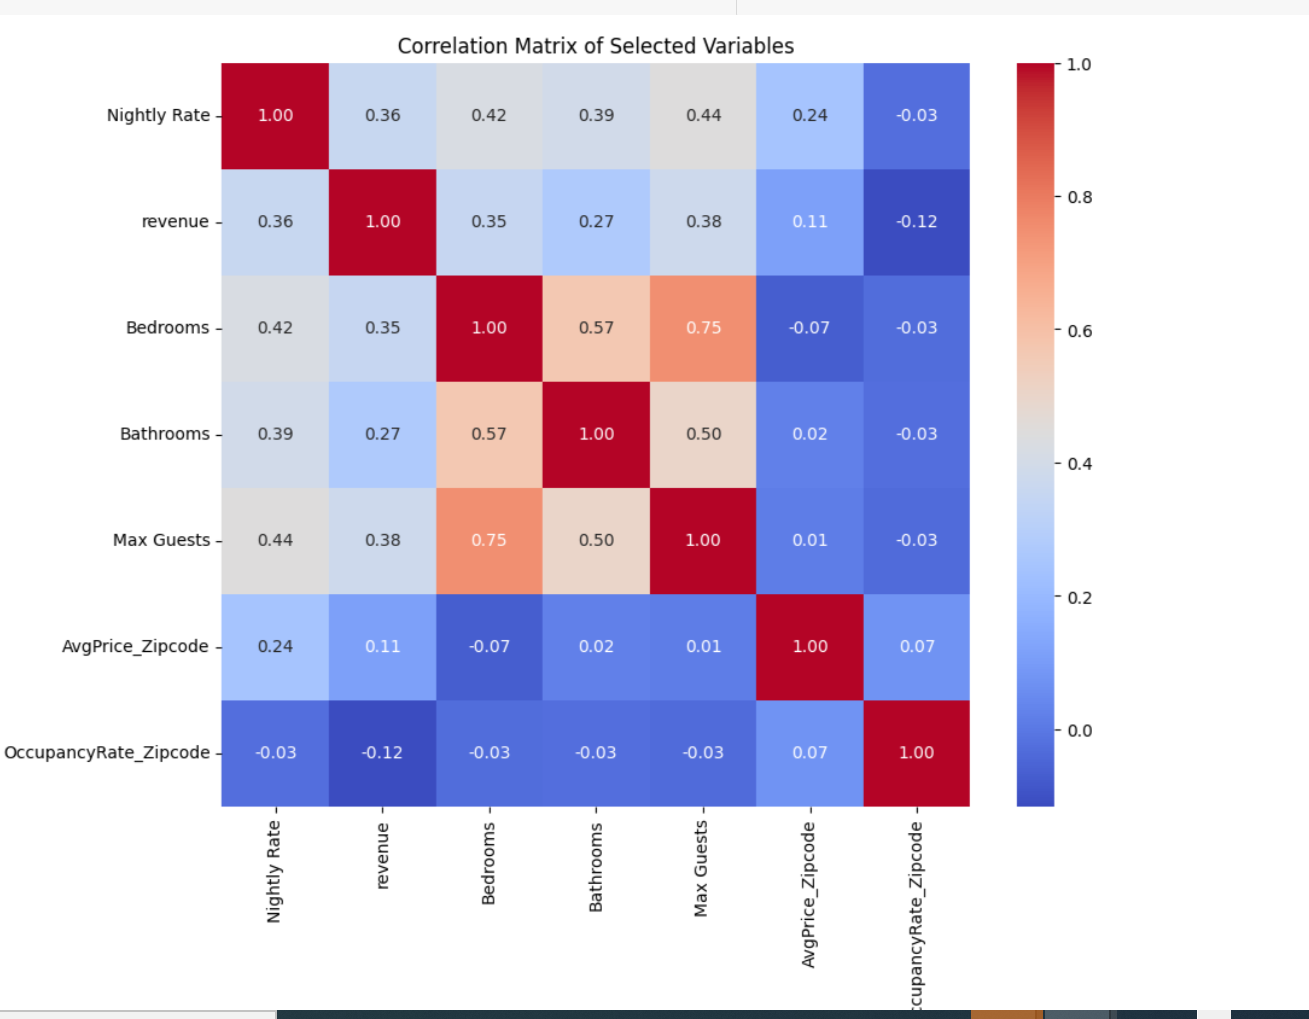 Correlation Matrix of Selected Variables
1.0
Nightly Rate 1.00 0.36 0.42 0.39 0.44 0.24 -0.03
0.8
revenue 0.36 1.00 0.35 0.27 0.38 0.11 -0.12
Bedrooms 0.42 0.35 1.00 0.57 0.75 -0.07 -0.03
0.6
Bathrooms 0.39 0.27 0.57 1.00 0.50 0.02 -0.03
0.4
Max Guests 0.44 0.38 0.75 0.50 1.00 0.01 -0.03
0.2
AvgPrice_Zipcode 0.24 0.11 -0.07 0.02 0.01 1.00 0.07
0.0
OccupancyRate_Zipcode -0.03 -0.12 -0.03 -0.03 -0.03 0.07 1.00
Nightly Rate
revenue
Bedrooms
Bathrooms
Max Guests
AvgPrice_Zipcode
ccupancyRate_Zipcode